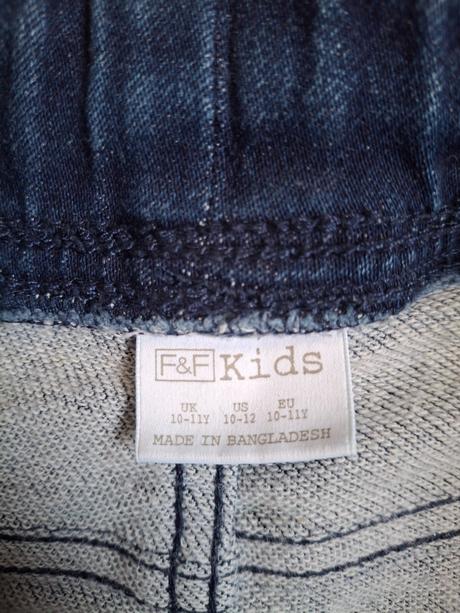 F&F Kids
UK US EU
10-11Y 10-12 10-11Y
MADE IN BANGLADESH